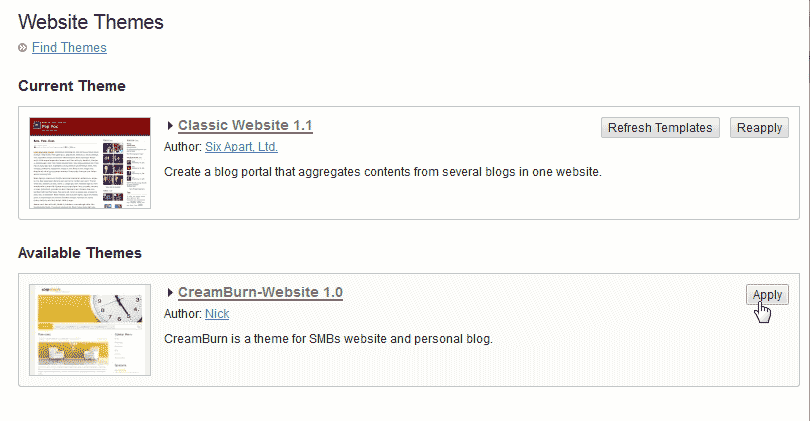 Website Themes
Find Themes
Current Theme
Classic Website 1.1
Refresh Templates
Reapply
Author: Six Apart, Ltd.
Create a blog portal that aggregates contents from several blogs in one website.
Available Themes
CreamBurn-Website 1.0
Apply
Author: Nick
CreamBurn is a theme for SMBs website and personal blog.